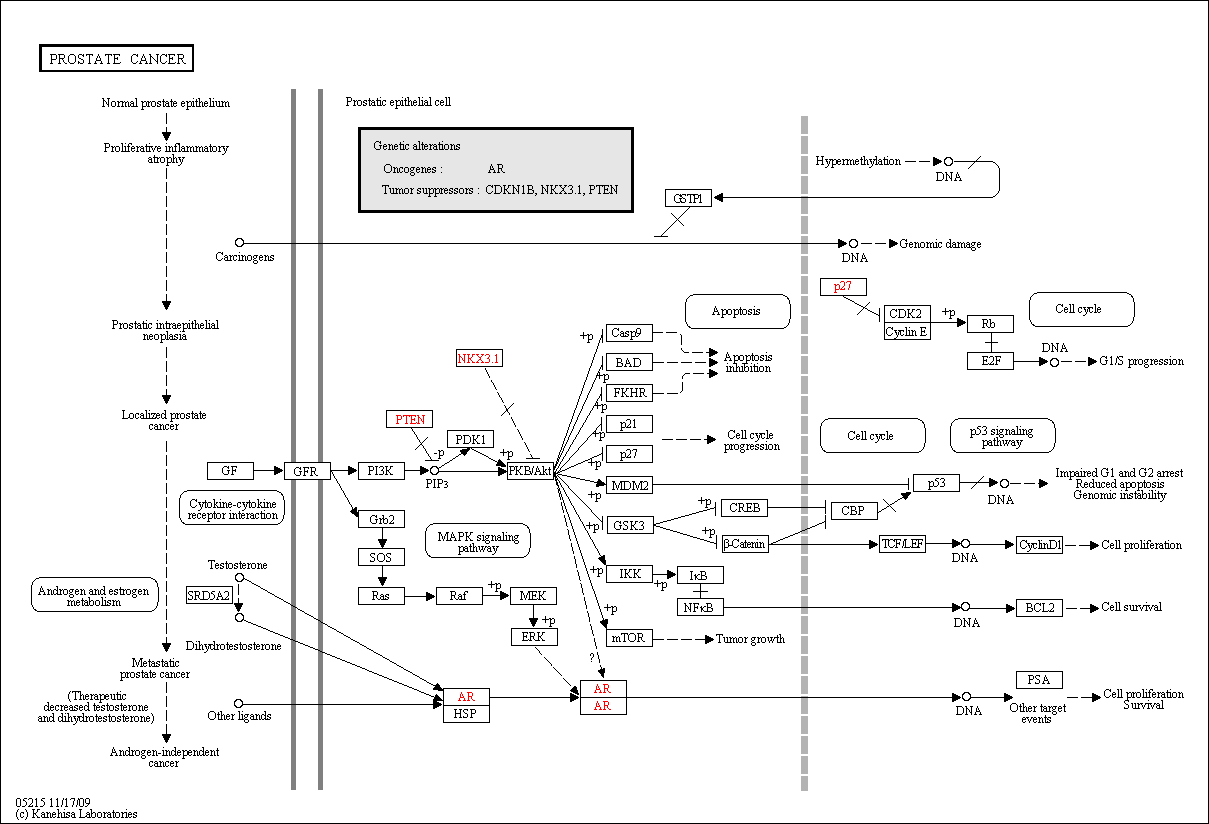 PROSTATE CANCER
Normal prostate epithelium
Proliferative inflammatory
atrophy
Prostatic intraepithelial
neoplasia
Localized prostate
cancer
Metastatic
prostate cancer
(Therapeutic
decreased testosterone
and dihydrotestosterone)
Androgen-independent
cancer
Prostatic epithelial cell
Genetic alterations
Oncogenes : AR
Tumor suppressors : CDKN1B, NKX3.1, PTEN
Hypermethylation
DNA
GSTP1
Carcinogens
DNA
Genomic damage
p27
CDK2
Cyclin E
+p
Rb
E2F
Cell cycle
DNA
G1/S progression
Apoptosis
NKX3.1
PTEN
PDK1
-p
+p
GF
GFR
PI3K
PIP3
PKB/Akt
Cytokine-cytokine
receptor interaction
Grb2
SOS
Ras
Raf
+p
MEK
+p
ERK
MAPK signaling
pathway
+p
Casp9
BAD
+p
FKHR
+p
p21
+p
p27
+p
MDM2
+p
+p
GSK3
+p
IKK
+p
mTOR
?
Apoptosis
inhibition
Cell cycle
progression
Cell cycle
p53 signaling
pathway
p53
DNA
Impaired G1 and G2 arrest
Reduced apoptosis
Genomic instability
+p
CREB
CBP
+p
β-Catenin
TCF/LEF
DNA
CyclinD1
Cell proliferation
+p
IκB
NFκB
DNA
BCL2
Cell survival
Tumor growth
Androgen and estrogen
metabolism
Testosterone
SRD5A2
Dihydrotestosterone
Other ligands
AR
HSP
AR
AR
DNA
PSA
Other target
events
Cell proliferation
Survival
05215 11/17/09
(c) Kanehisa Laboratories